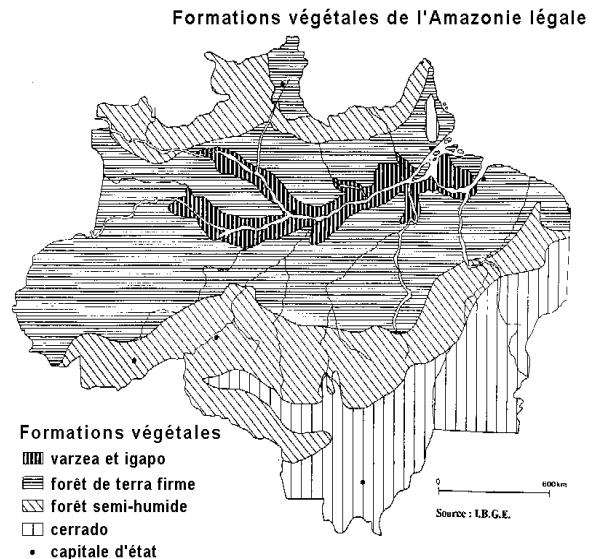 Formations végétales de l'Amazonie légale
Formations végétales
varzea et igapo
forêt de terra firme
forêt semi-humide
cerrado
capitale d'état
0 600km
Source : I.B.G.E.